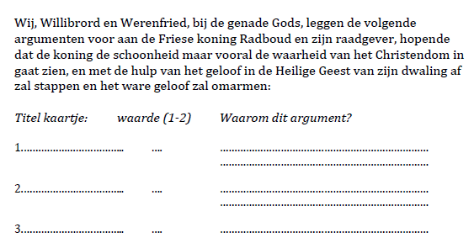 Wij, Willibrord en Werenfried, bij de genade Gods, leggen de volgende
argumenten voor aan de Friese koning Radboud en zijn raadgever, hopende
dat de koning de schoonheid maar vooral de waarheid van het Christendom in
gaat zien, en met de hulp van het geloof in de Heilige Geest van zijn dwaling af
zal stappen en het ware geloof zal omarmen:
Titel kaartje: waarde (1-2) Waarom dit argument?
1....................................... .... ................................................................
................................................................
2....................................... .... ................................................................
................................................................
3....................................... .... ................................................................